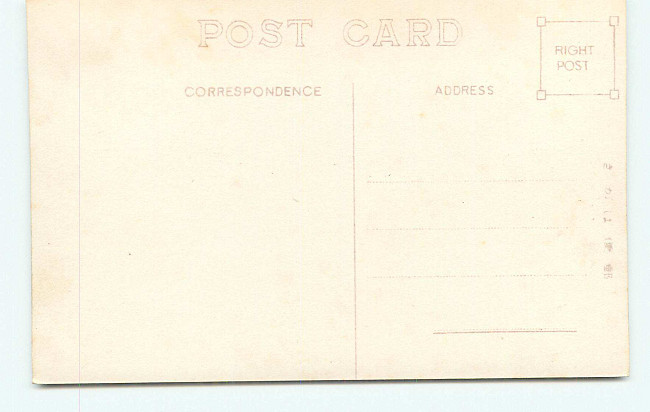 POST CARD
CORRESPONDENCE
ADDRESS
RIGHT
POST